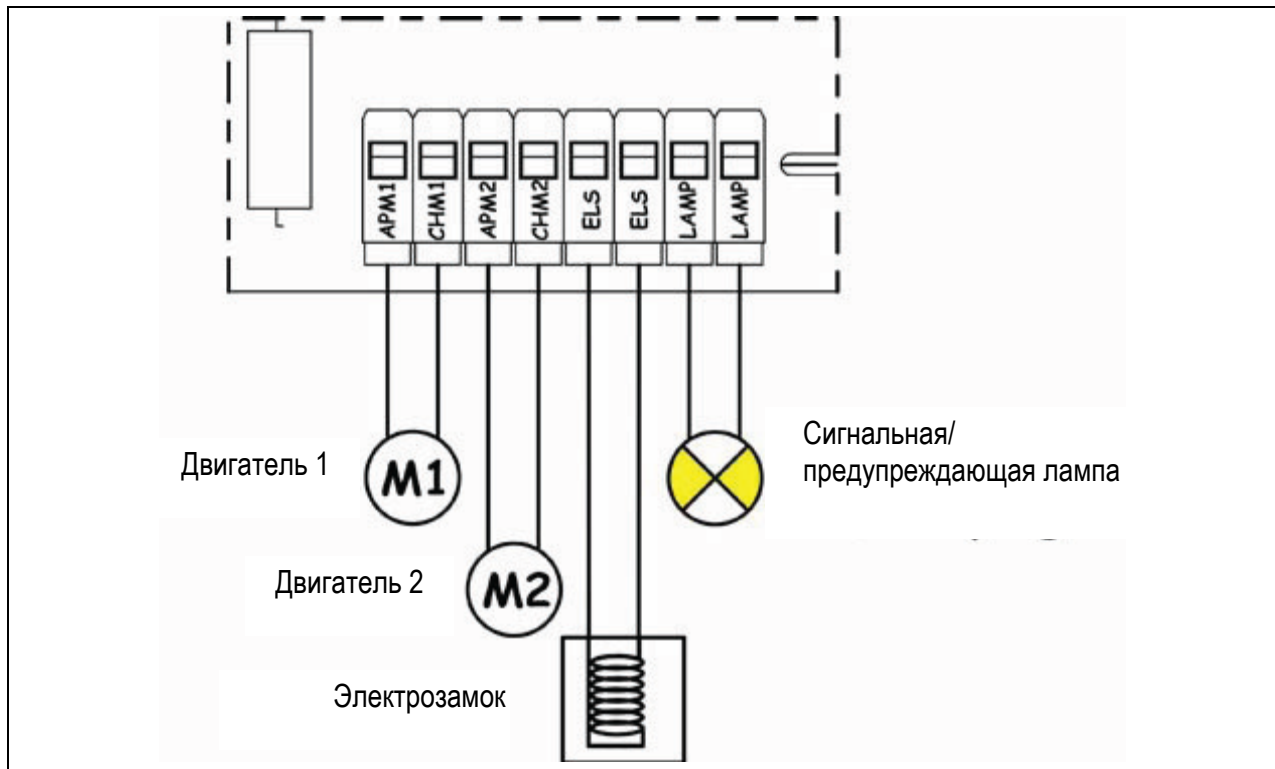 APM1 CHM1 APM2 CHM2 ELS ELS LAMP LAMP
Сигнальная/
предупреждающая лампа
Двигатель 1
M1
Двигатель 2
M2
Электрозамок